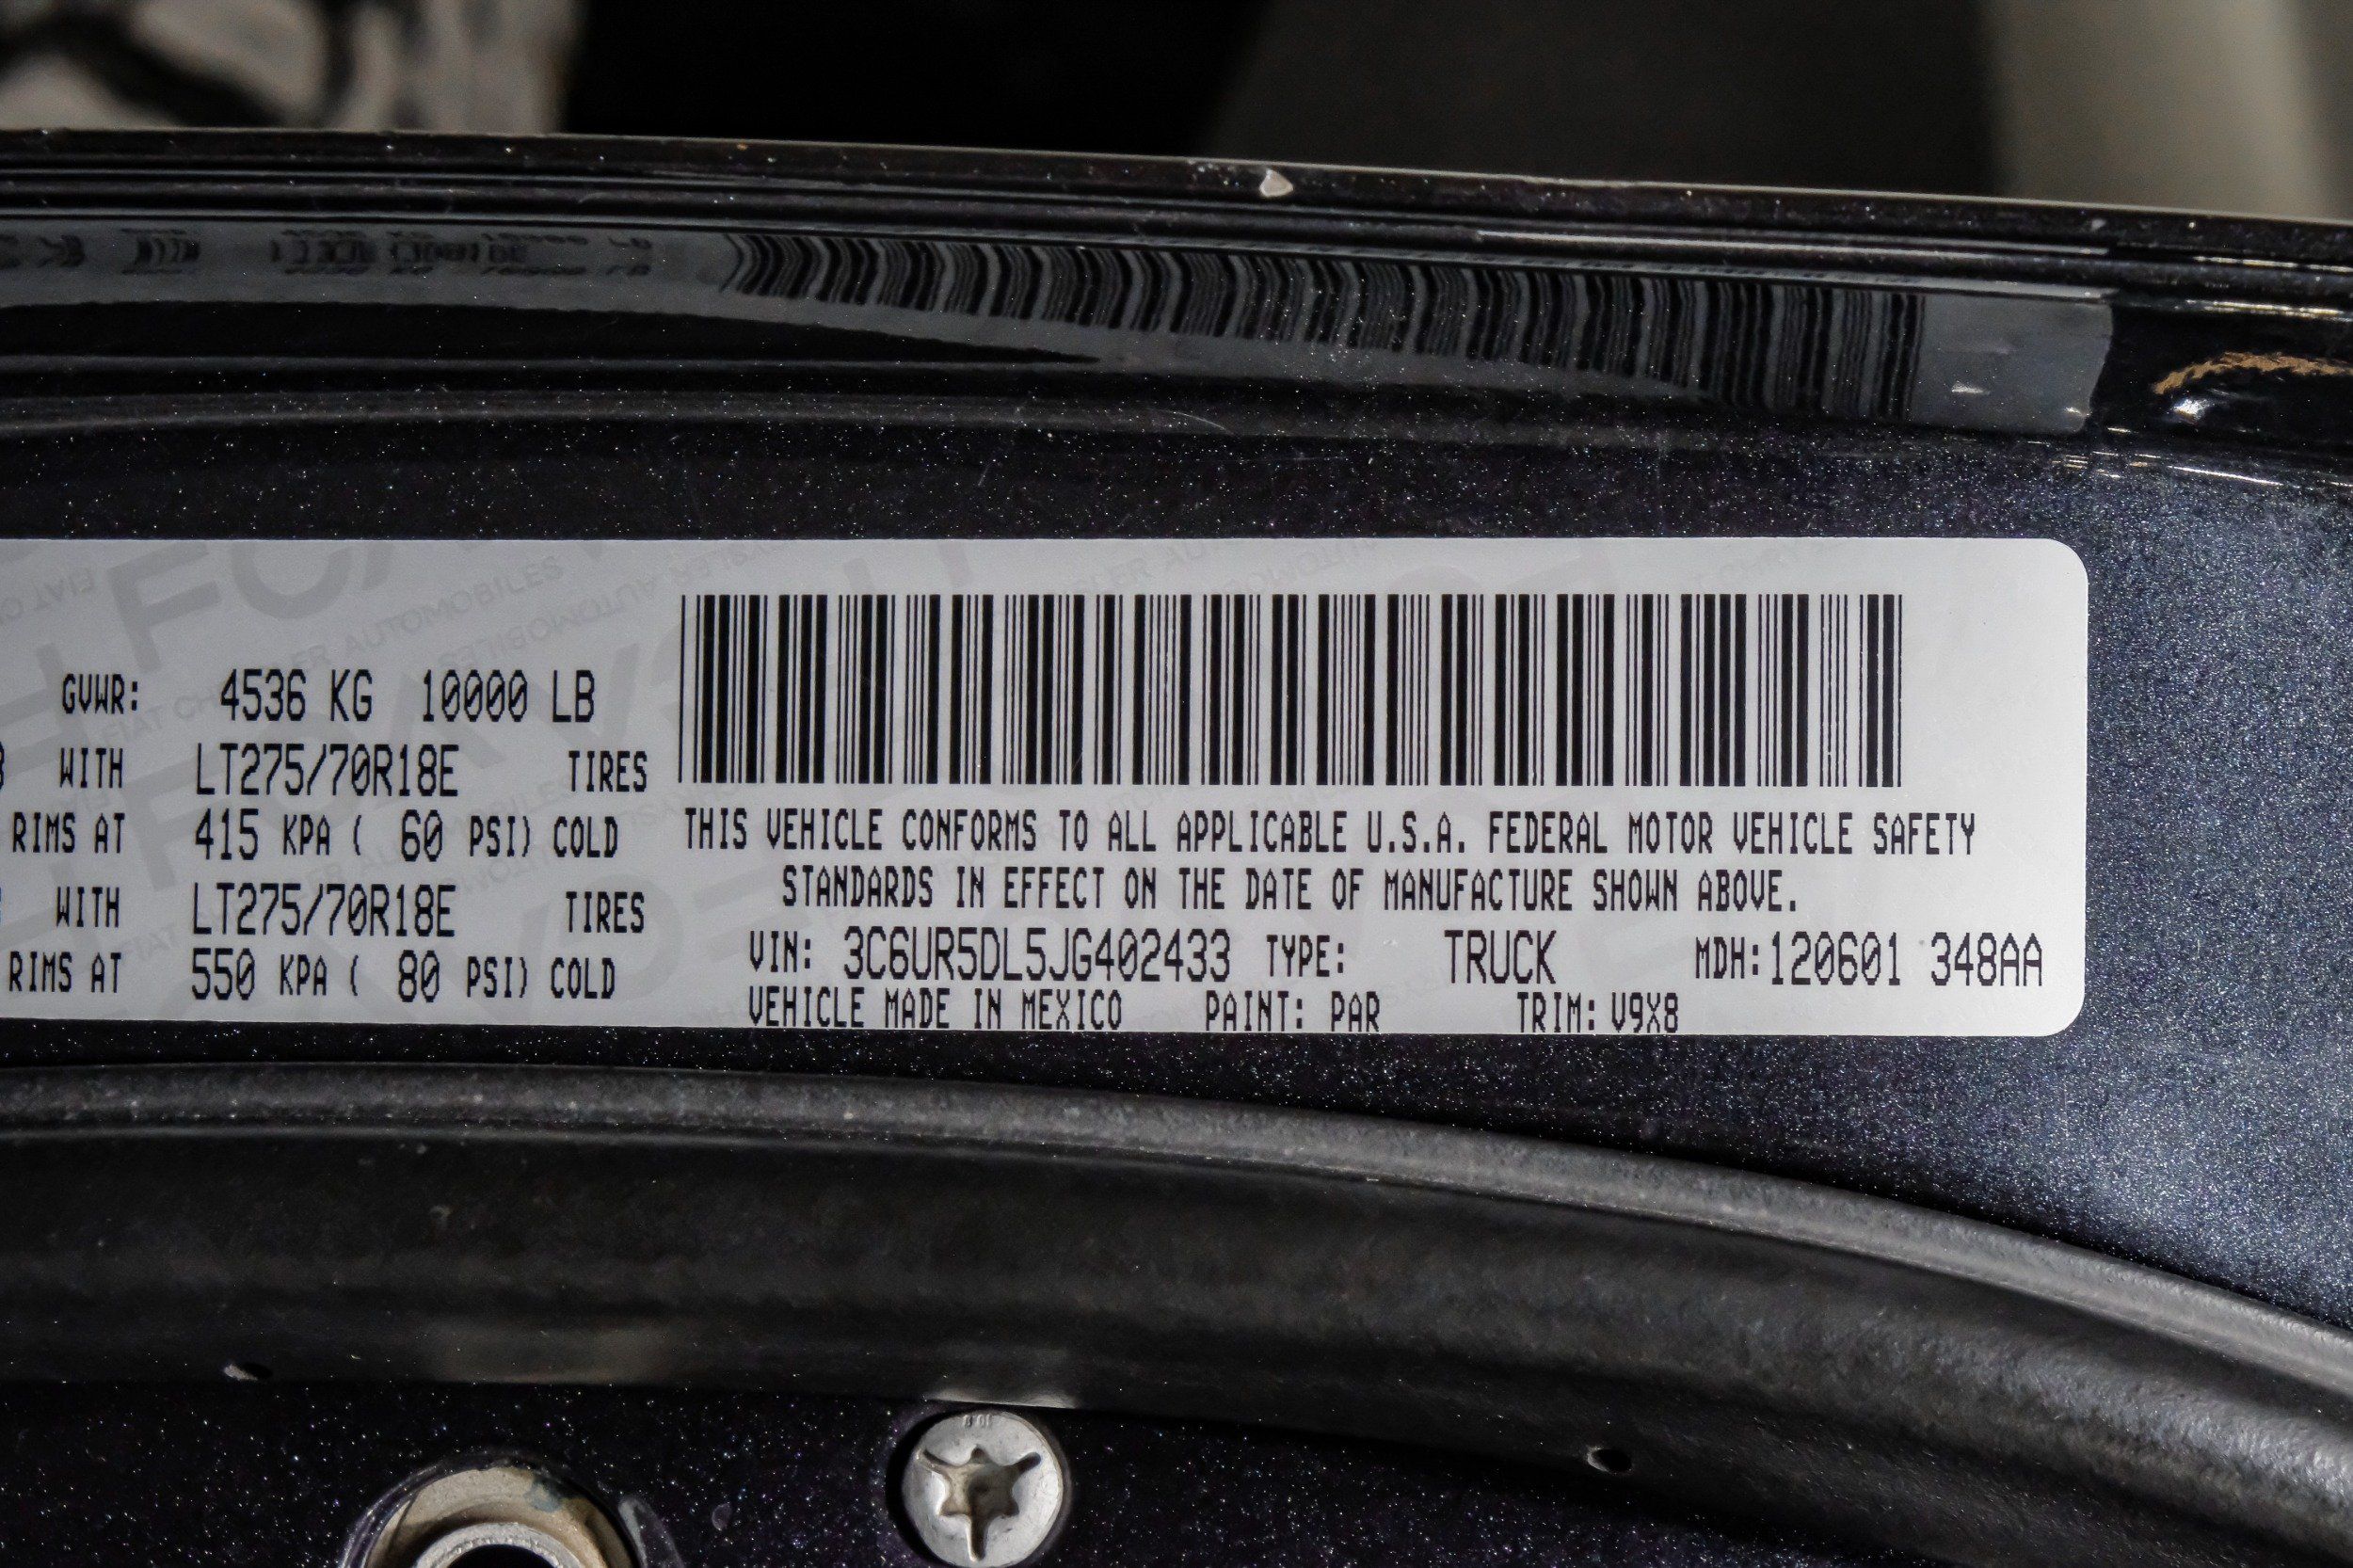 GVWR: 4536 KG 10000 LB
WITH LT275/70R18E TIRES
RIMS AT 415 KPA ( 60 PSI) COLD
WITH LT275/70R18E TIRES
RIMS AT 550 KPA ( 80 PSI) COLD
THIS VEHICLE CONFORMS TO ALL APPLICABLE U.S.A. FEDERAL MOTOR VEHICLE SAFETY
STANDARDS IN EFFECT ON THE DATE OF MANUFACTURE SHOWN ABOVE.
VIN: 3C6UR5DL5JG402433 TYPE: TRUCK MDH:120601 348AA
VEHICLE MADE IN MEXICO PAINT: PAR TRIM: V9X8